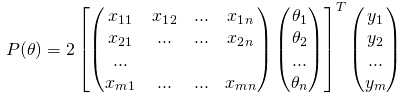 P(θ) = 2 [ ( x₁₁ x₁₂ ... x₁ₙ ; x₂₁ ... ... x₂ₙ ; ... ; xₘ₁ ... ... xₘₙ ) ( θ₁ ; θ₂ ; ... ; θₙ ) ]ᵀ ( y₁ ; y₂ ; ... ; yₘ )